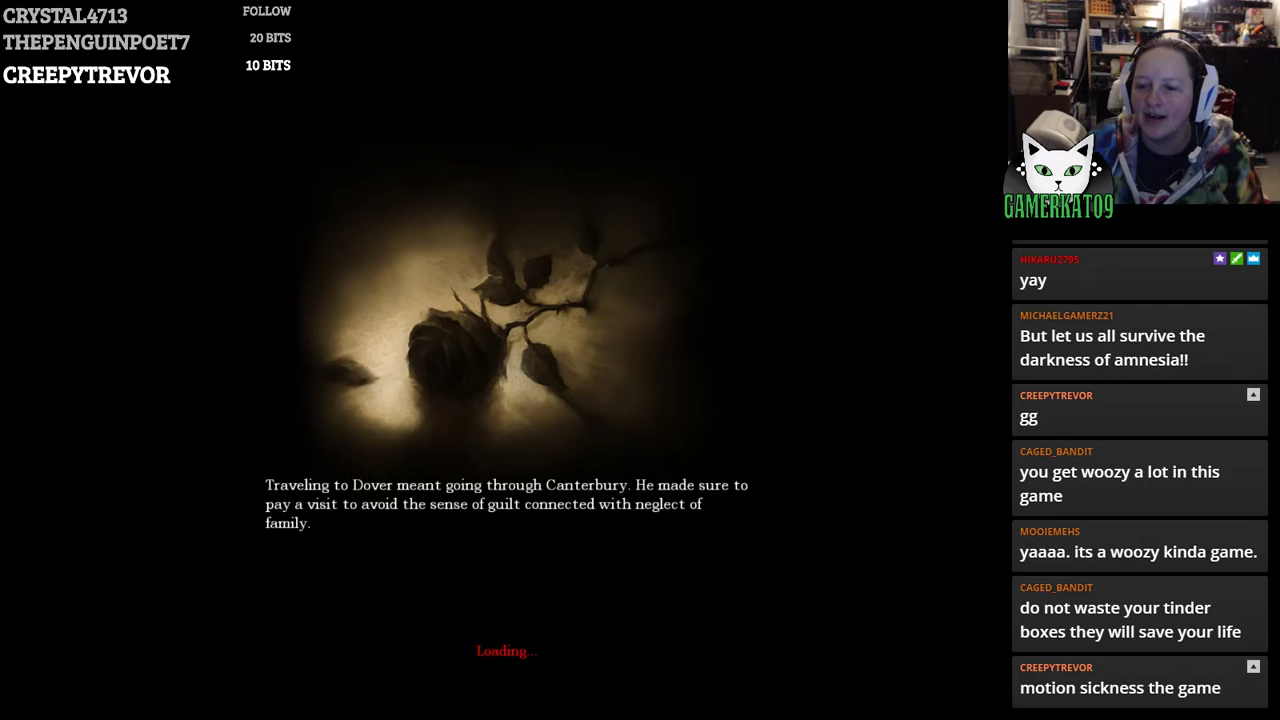 CRYSTAL4713 FOLLOW
THEPENGUINPOET7 20 BITS
CREEPYTREVOR 10 BITS
GAMERKAT09
Traveling to Dover meant going through Canterbury. He made sure to
pay a visit to avoid the sense of guilt connected with neglect of
family.
Loading...
HIKARU2795
yay
MICHAELGAMERZ21
But let us all survive the
darkness of amnesia!!
CREEPYTREVOR
gg
CAGED_BANDIT
you get woozy a lot in this
game
MOOIEMEHS
yaaaa. its a woozy kinda game.
CAGED_BANDIT
do not waste your tinder
boxes they will save your life
CREEPYTREVOR
motion sickness the game